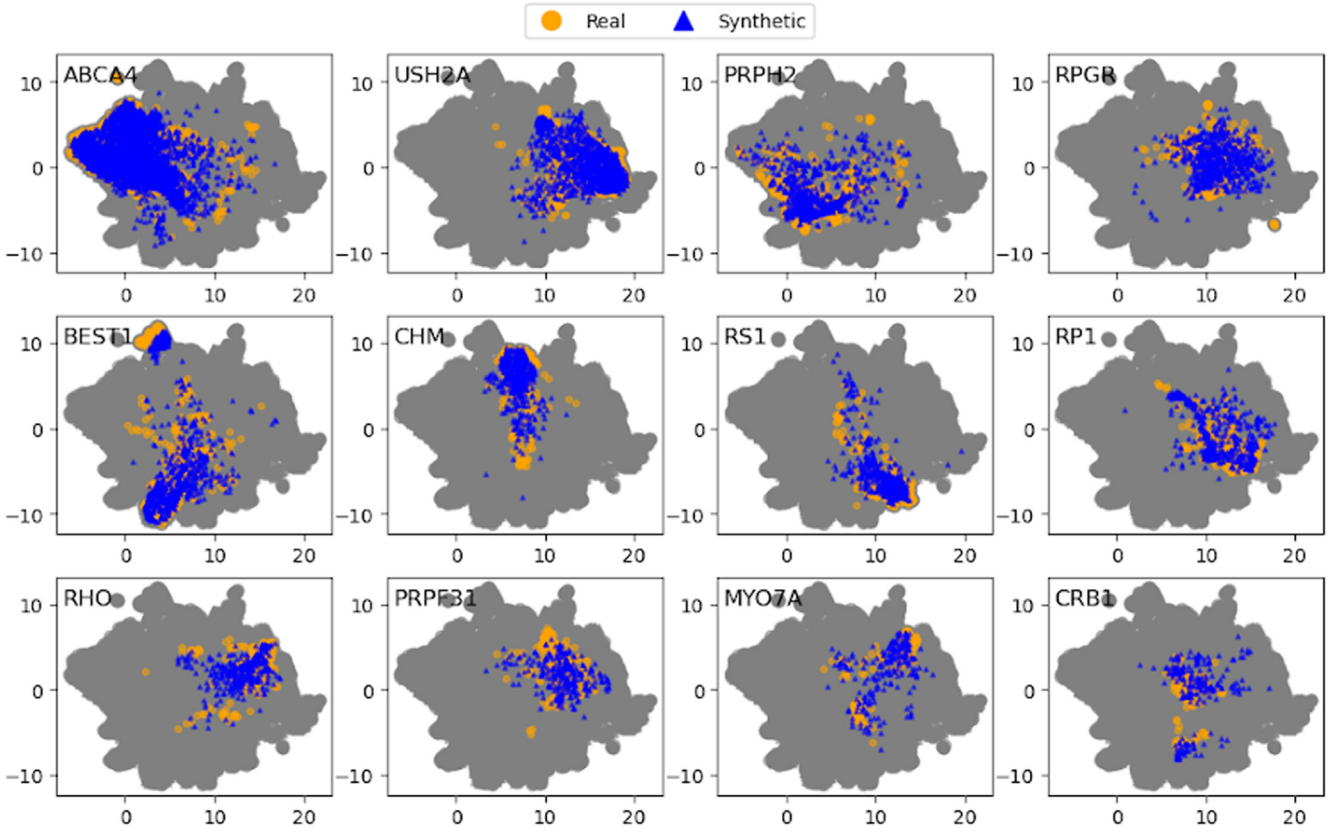 Real Synthetic
ABCA4 USH2A PRPH2 RPGR
10 10 10 10
0 0 0 0
−10 −10 −10 −10
0 10 20 0 10 20 0 10 20 0 10 20
BEST1 CHM RS1 RP1
10 10 10 10
0 0 0 0
−10 −10 −10 −10
0 10 20 0 10 20 0 10 20 0 10 20
RHO PRPF31 MYO7A CRB1
10 10 10 10
0 0 0 0
−10 −10 −10 −10
0 10 20 0 10 20 0 10 20 0 10 20